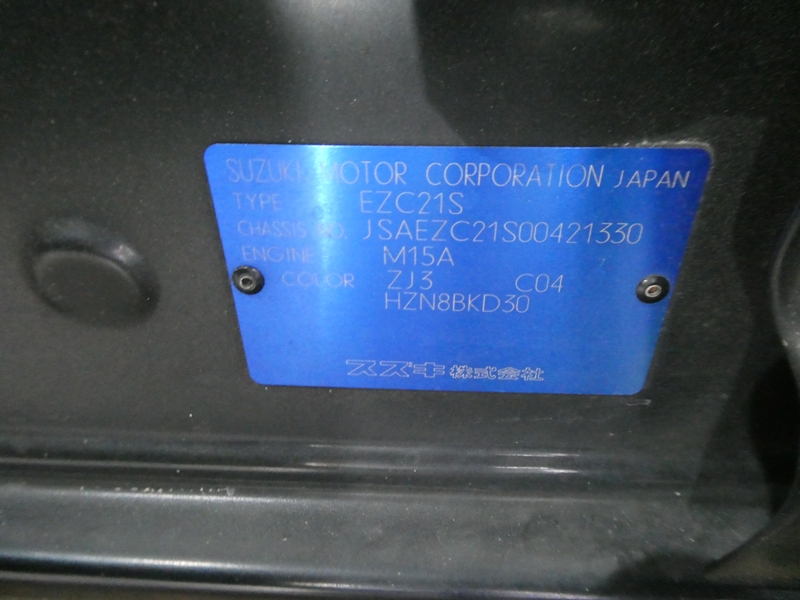 SUZUKI MOTOR CORPORATION JAPAN
TYPE EZC21S
CHASSIS NO. JSAEZC21S00421330
ENGINE M15A
COLOR ZJ3 C04
HZN8BKD30
スズキ株式会社